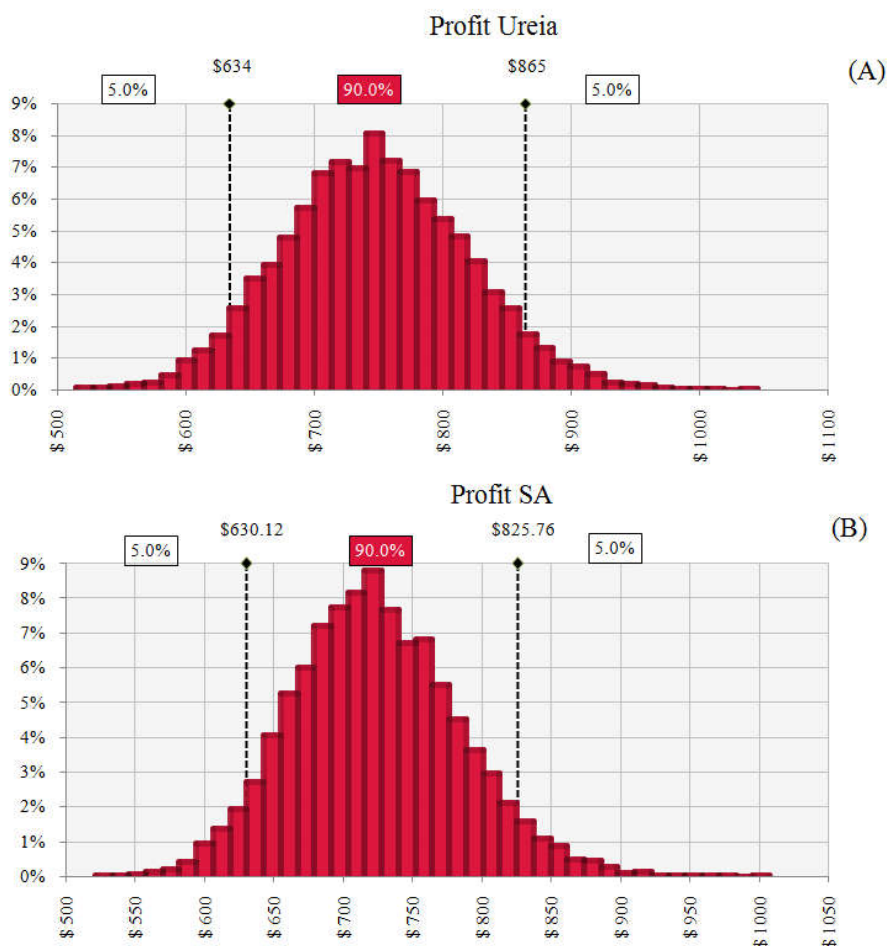 Profit Ureia
(A)
$634 $865
5.0% 90.0% 5.0%
9%
8%
7%
6%
5%
4%
3%
2%
1%
0%
$500 $600 $700 $800 $900 $1000 $1100
Profit SA
(B)
$630.12 $825.76
5.0% 90.0% 5.0%
9%
8%
7%
6%
5%
4%
3%
2%
1%
0%
$500 $550 $600 $650 $700 $750 $800 $850 $900 $950 $1000 $1050